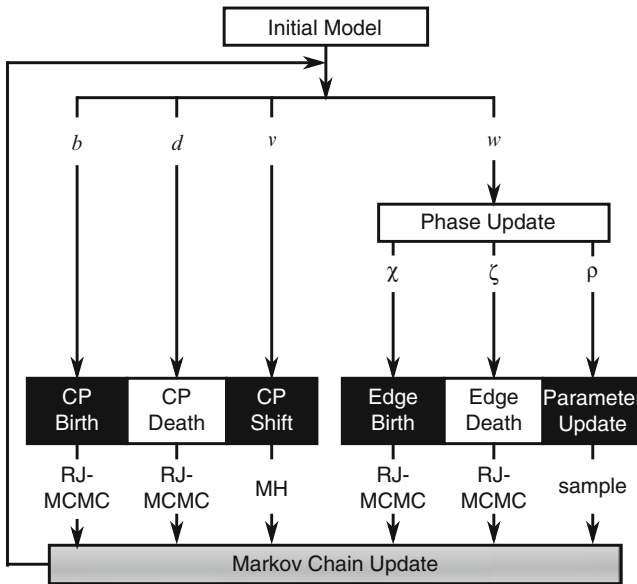 Initial Model
b d v w
Phase Update
χ ζ ρ
CP Birth
CP Death
CP Shift
Edge Birth
Edge Death
Parameter Update
RJ-MCMC
RJ-MCMC
MH
RJ-MCMC
RJ-MCMC
sample
Markov Chain Update